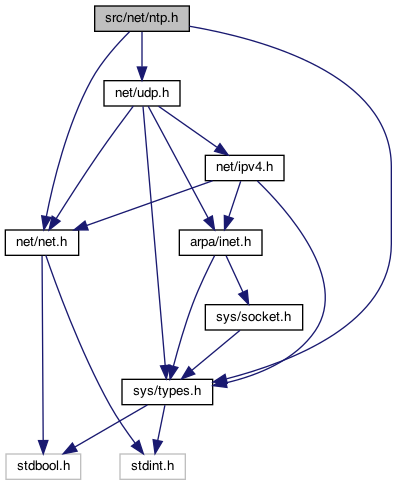 src/net/ntp.h
net/udp.h
net/ipv4.h
net/net.h
arpa/inet.h
sys/socket.h
sys/types.h
stdbool.h
stdint.h